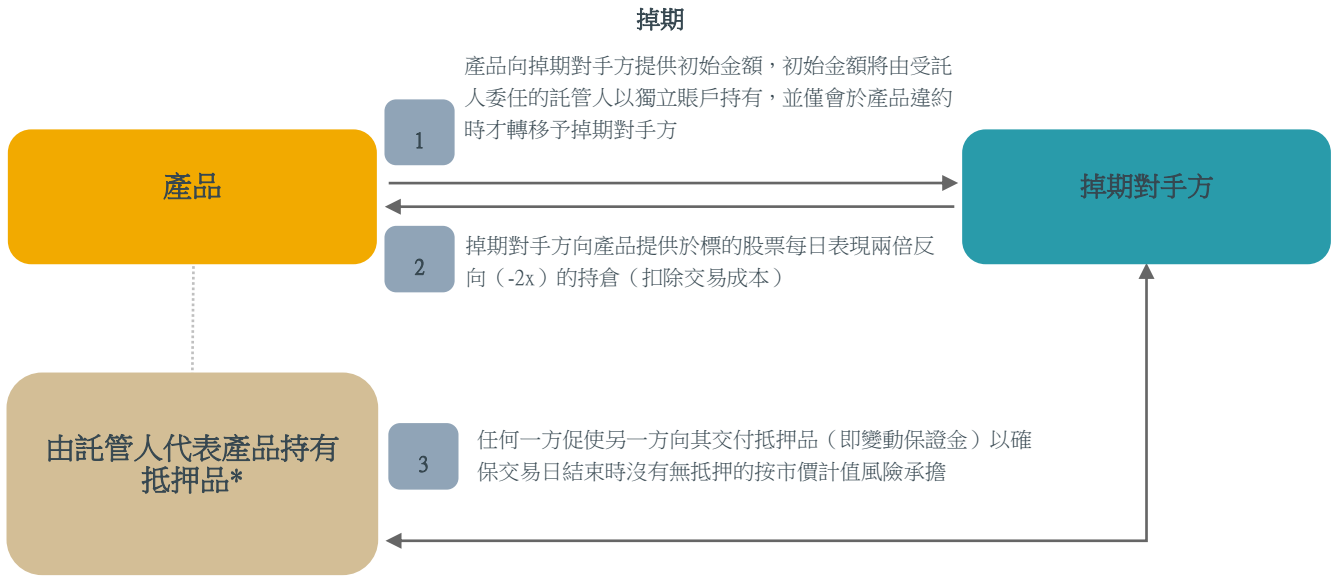 掉期
產品向掉期對手方提供初始金額，初始金額將由受託
人委任的託管人以獨立賬戶持有，並僅會於產品違約
時才轉移予掉期對手方
1
產品
掉期對手方
2
掉期對手方向產品提供於標的股票每日表現兩倍反
向（-2x）的持倉（扣除交易成本）
由託管人代表產品持有
抵押品*
3
任何一方促使另一方向其交付抵押品（即變動保證金）以確
保交易日結束時沒有無抵押的按市價計值風險承擔